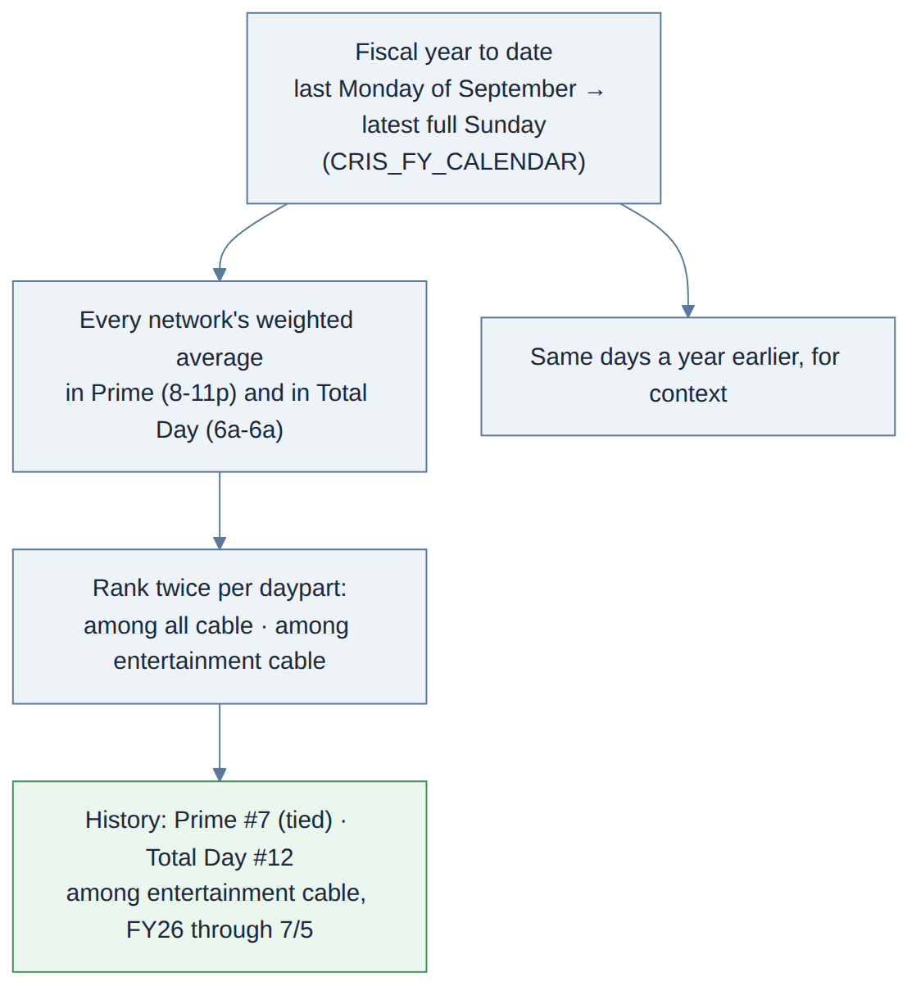 Fiscal year to date
last Monday of September →
latest full Sunday
(CRIS_FY_CALENDAR)
Every network's weighted
average
in Prime (8-11p) and in Total
Day (6a-6a)
Same days a year earlier, for
context
Rank twice per daypart:
among all cable · among
entertainment cable
History: Prime #7 (tied) ·
Total Day #12
among entertainment cable,
FY26 through 7/5